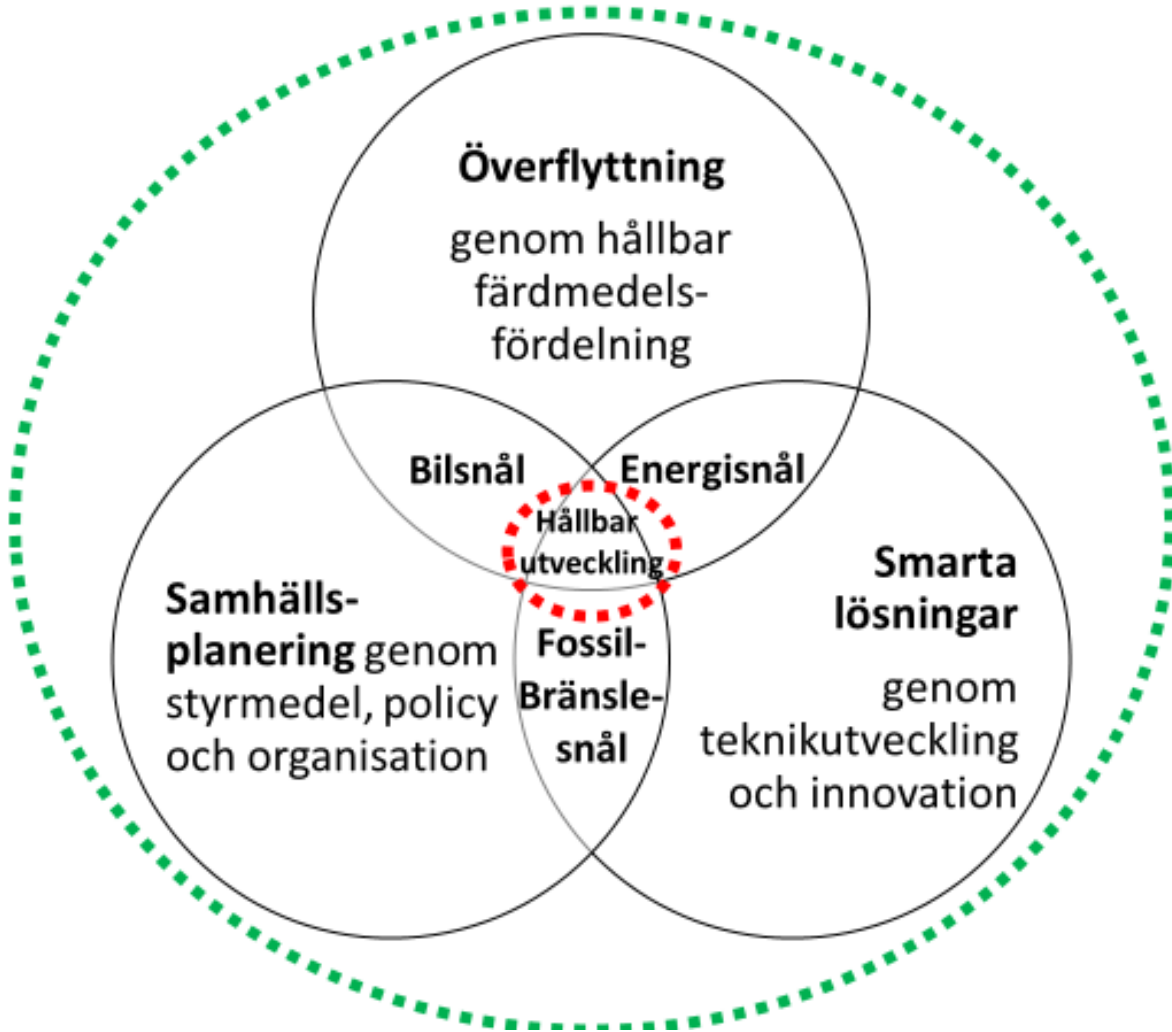 Överflyttning
genom hållbar
färdmedels-
fördelning
Bilsnål
Energisnål
Hållbar
utveckling
Samhälls-
planering genom
styrmedel, policy
och organisation
Fossil-
Bränsle-
snål
Smarta
lösningar
genom
teknikutveckling
och innovation